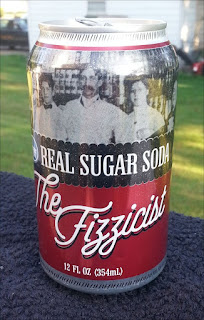 REAL SUGAR SODA
The
Fizzicist
12 FL OZ (354mL)